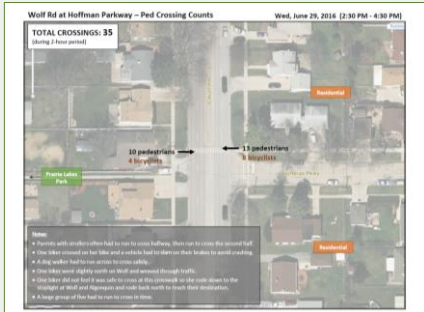 Wolf Rd at Hoffman Parkway – Ped Crossing Counts
Wed, June 29, 2016 (2:30 PM - 4:30 PM)
TOTAL CROSSINGS: 35
(during 2-hour period)
Residential
10 pedestrians
4 bicyclists
13 pedestrians
8 bicyclists
Prairie Lakes
Park
Residential
Notes:
• Parents with strollers often had to run to cross halfway, then run to cross the second half.
• One biker crossed on her bike and a vehicle had to slam on their brakes to avoid crashing.
• A dog walker had to run across to cross safely.
• One biker went slightly north on Wolf and weaved through traffic.
• One biker did not feel it was safe to cross at this crosswalk so she rode down to the
stoplight at Wolf and Algonquin and rode back north to reach their destination.
• A large group of five had to run to cross in time.